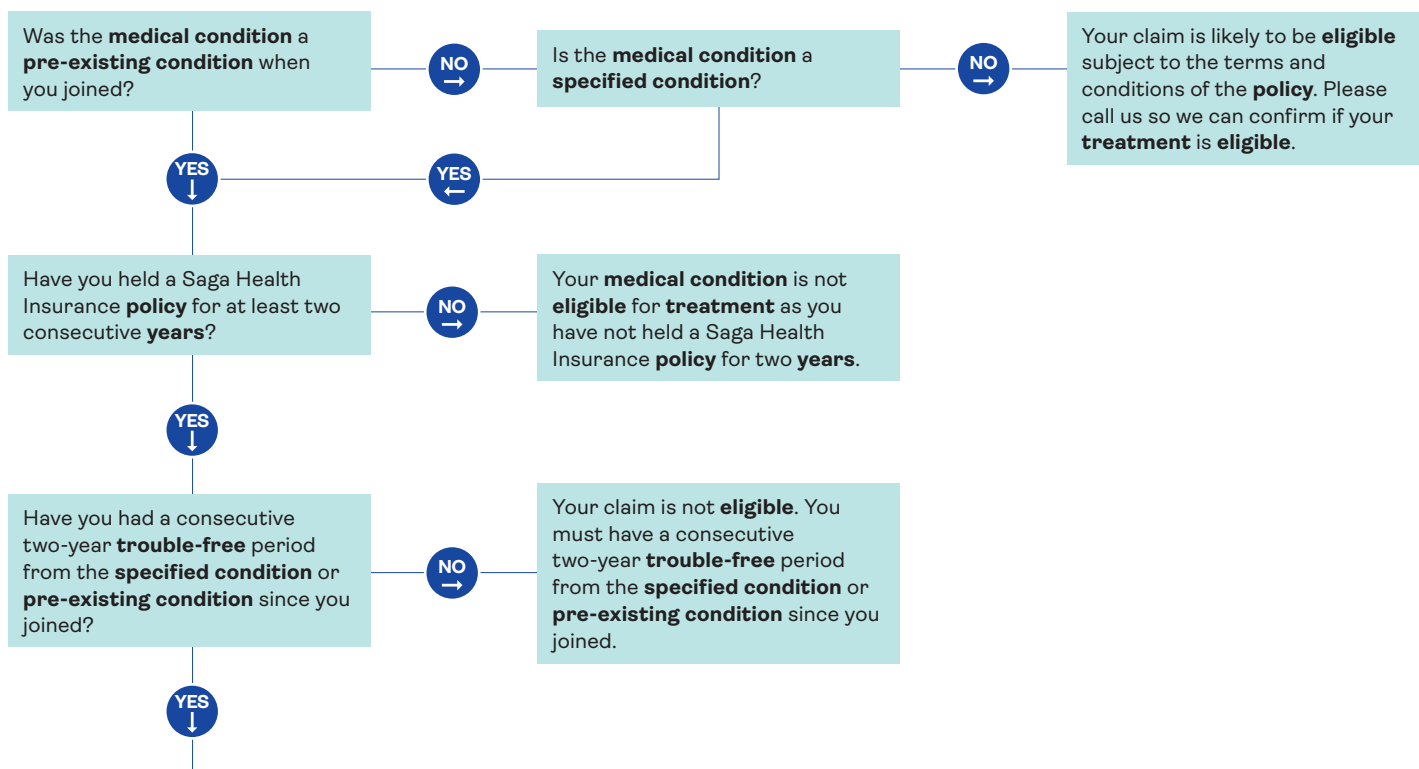 Was the medical condition a
pre-existing condition when
you joined?
NO
→
Is the medical condition a
specified condition?
NO
→
Your claim is likely to be eligible
subject to the terms and
conditions of the policy. Please
call us so we can confirm if your
treatment is eligible.
YES
↓
YES
←
Have you held a Saga Health
Insurance policy for at least two
consecutive years?
NO
→
Your medical condition is not
eligible for treatment as you
have not held a Saga Health
Insurance policy for two years.
YES
↓
Have you had a consecutive
two-year trouble-free period
from the specified condition or
pre-existing condition since you
joined?
NO
→
Your claim is not eligible. You
must have a consecutive
two-year trouble-free period
from the specified condition or
pre-existing condition since you
joined.
YES
↓